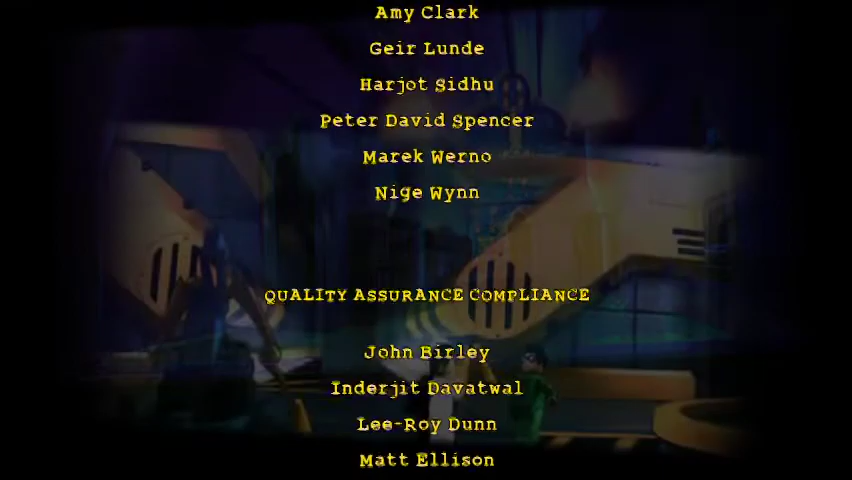 Amy Clark
Geir Lunde
Harjot Sidhu
Peter David Spencer
Marek Werno
Nige Wynn
QUALITY ASSURANCE COMPLIANCE
John Birley
Inderjit Davatwal
Lee-Roy Dunn
Matt Ellison